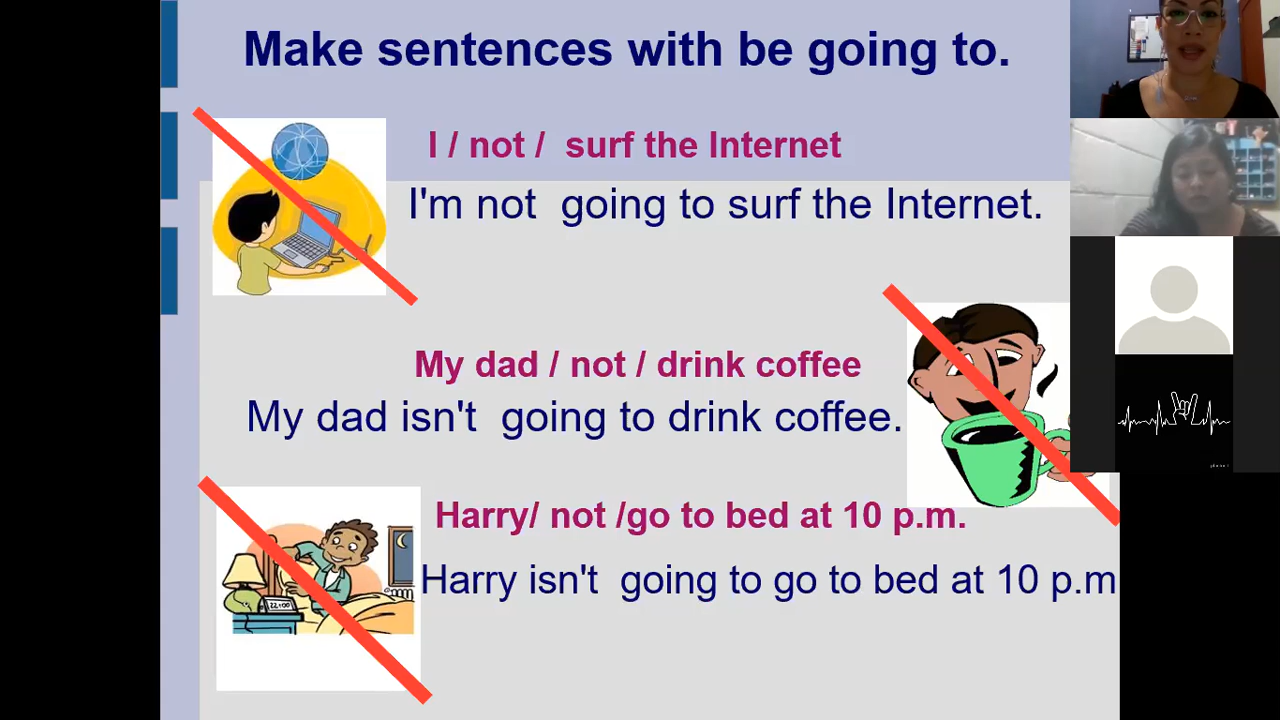 Make sentences with be going to.
I / not / surf the Internet
I'm not going to surf the Internet.
My dad / not / drink coffee
My dad isn't going to drink coffee.
Harry/ not /go to bed at 10 p.m.
22:00
Harry isn't going to go to bed at 10 p.m